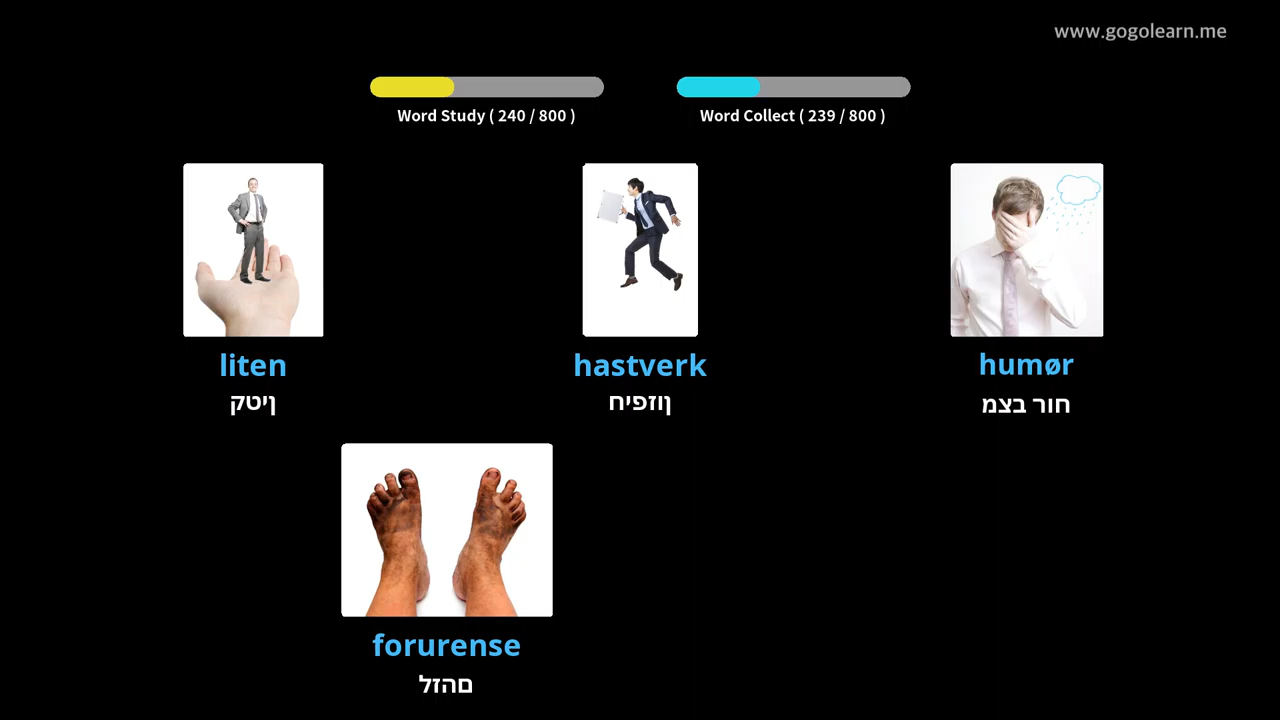 www.gogolearn.me
Word Study ( 240 / 800 )
Word Collect ( 239 / 800 )
liten
ןיטק
hastverk
ןוזפיח
humør
חור בצמ
forurense
םהזל